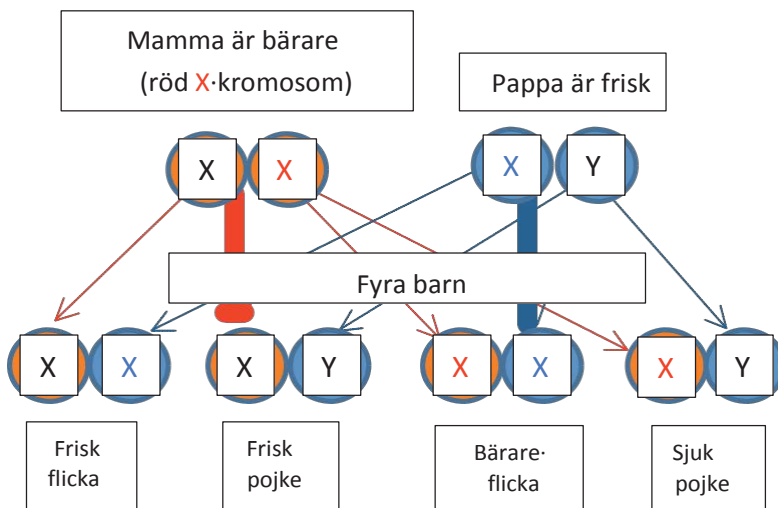 Mamma är bärare
(röd X·kromosom)
Pappa är frisk
X X X Y
Fyra barn
X X X Y X X X Y
Frisk
flicka
Frisk
pojke
Bärare·
flicka
Sjuk
pojke